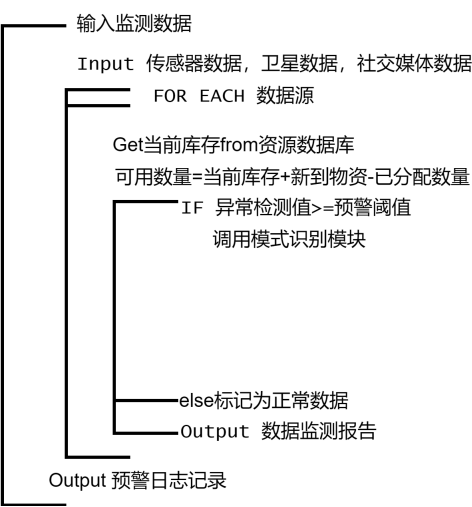 输入监测数据
Input 传感器数据，卫星数据，社交媒体数据
FOR EACH 数据源
Get当前库存from资源数据库
可用数量=当前库存+新到物资-已分配数量
IF 异常检测值>=预警阈值
调用模式识别模块
else标记为正常数据
Output 数据监测报告
Output 预警日志记录